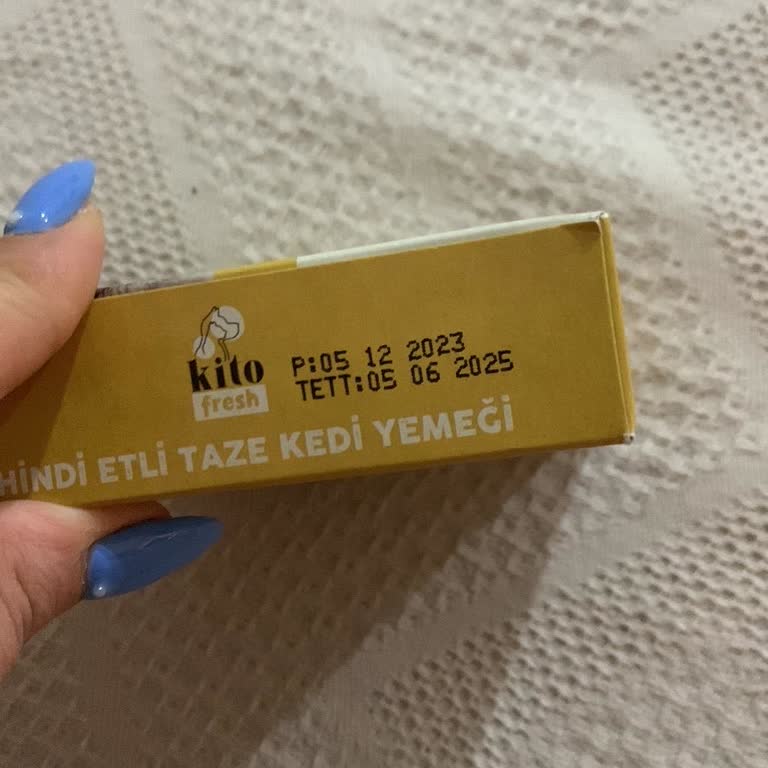 kito
fresh
P:05 12 2023
TETT:05 06 2025
HİNDİ ETLİ TAZE KEDİ YEMEĞİ